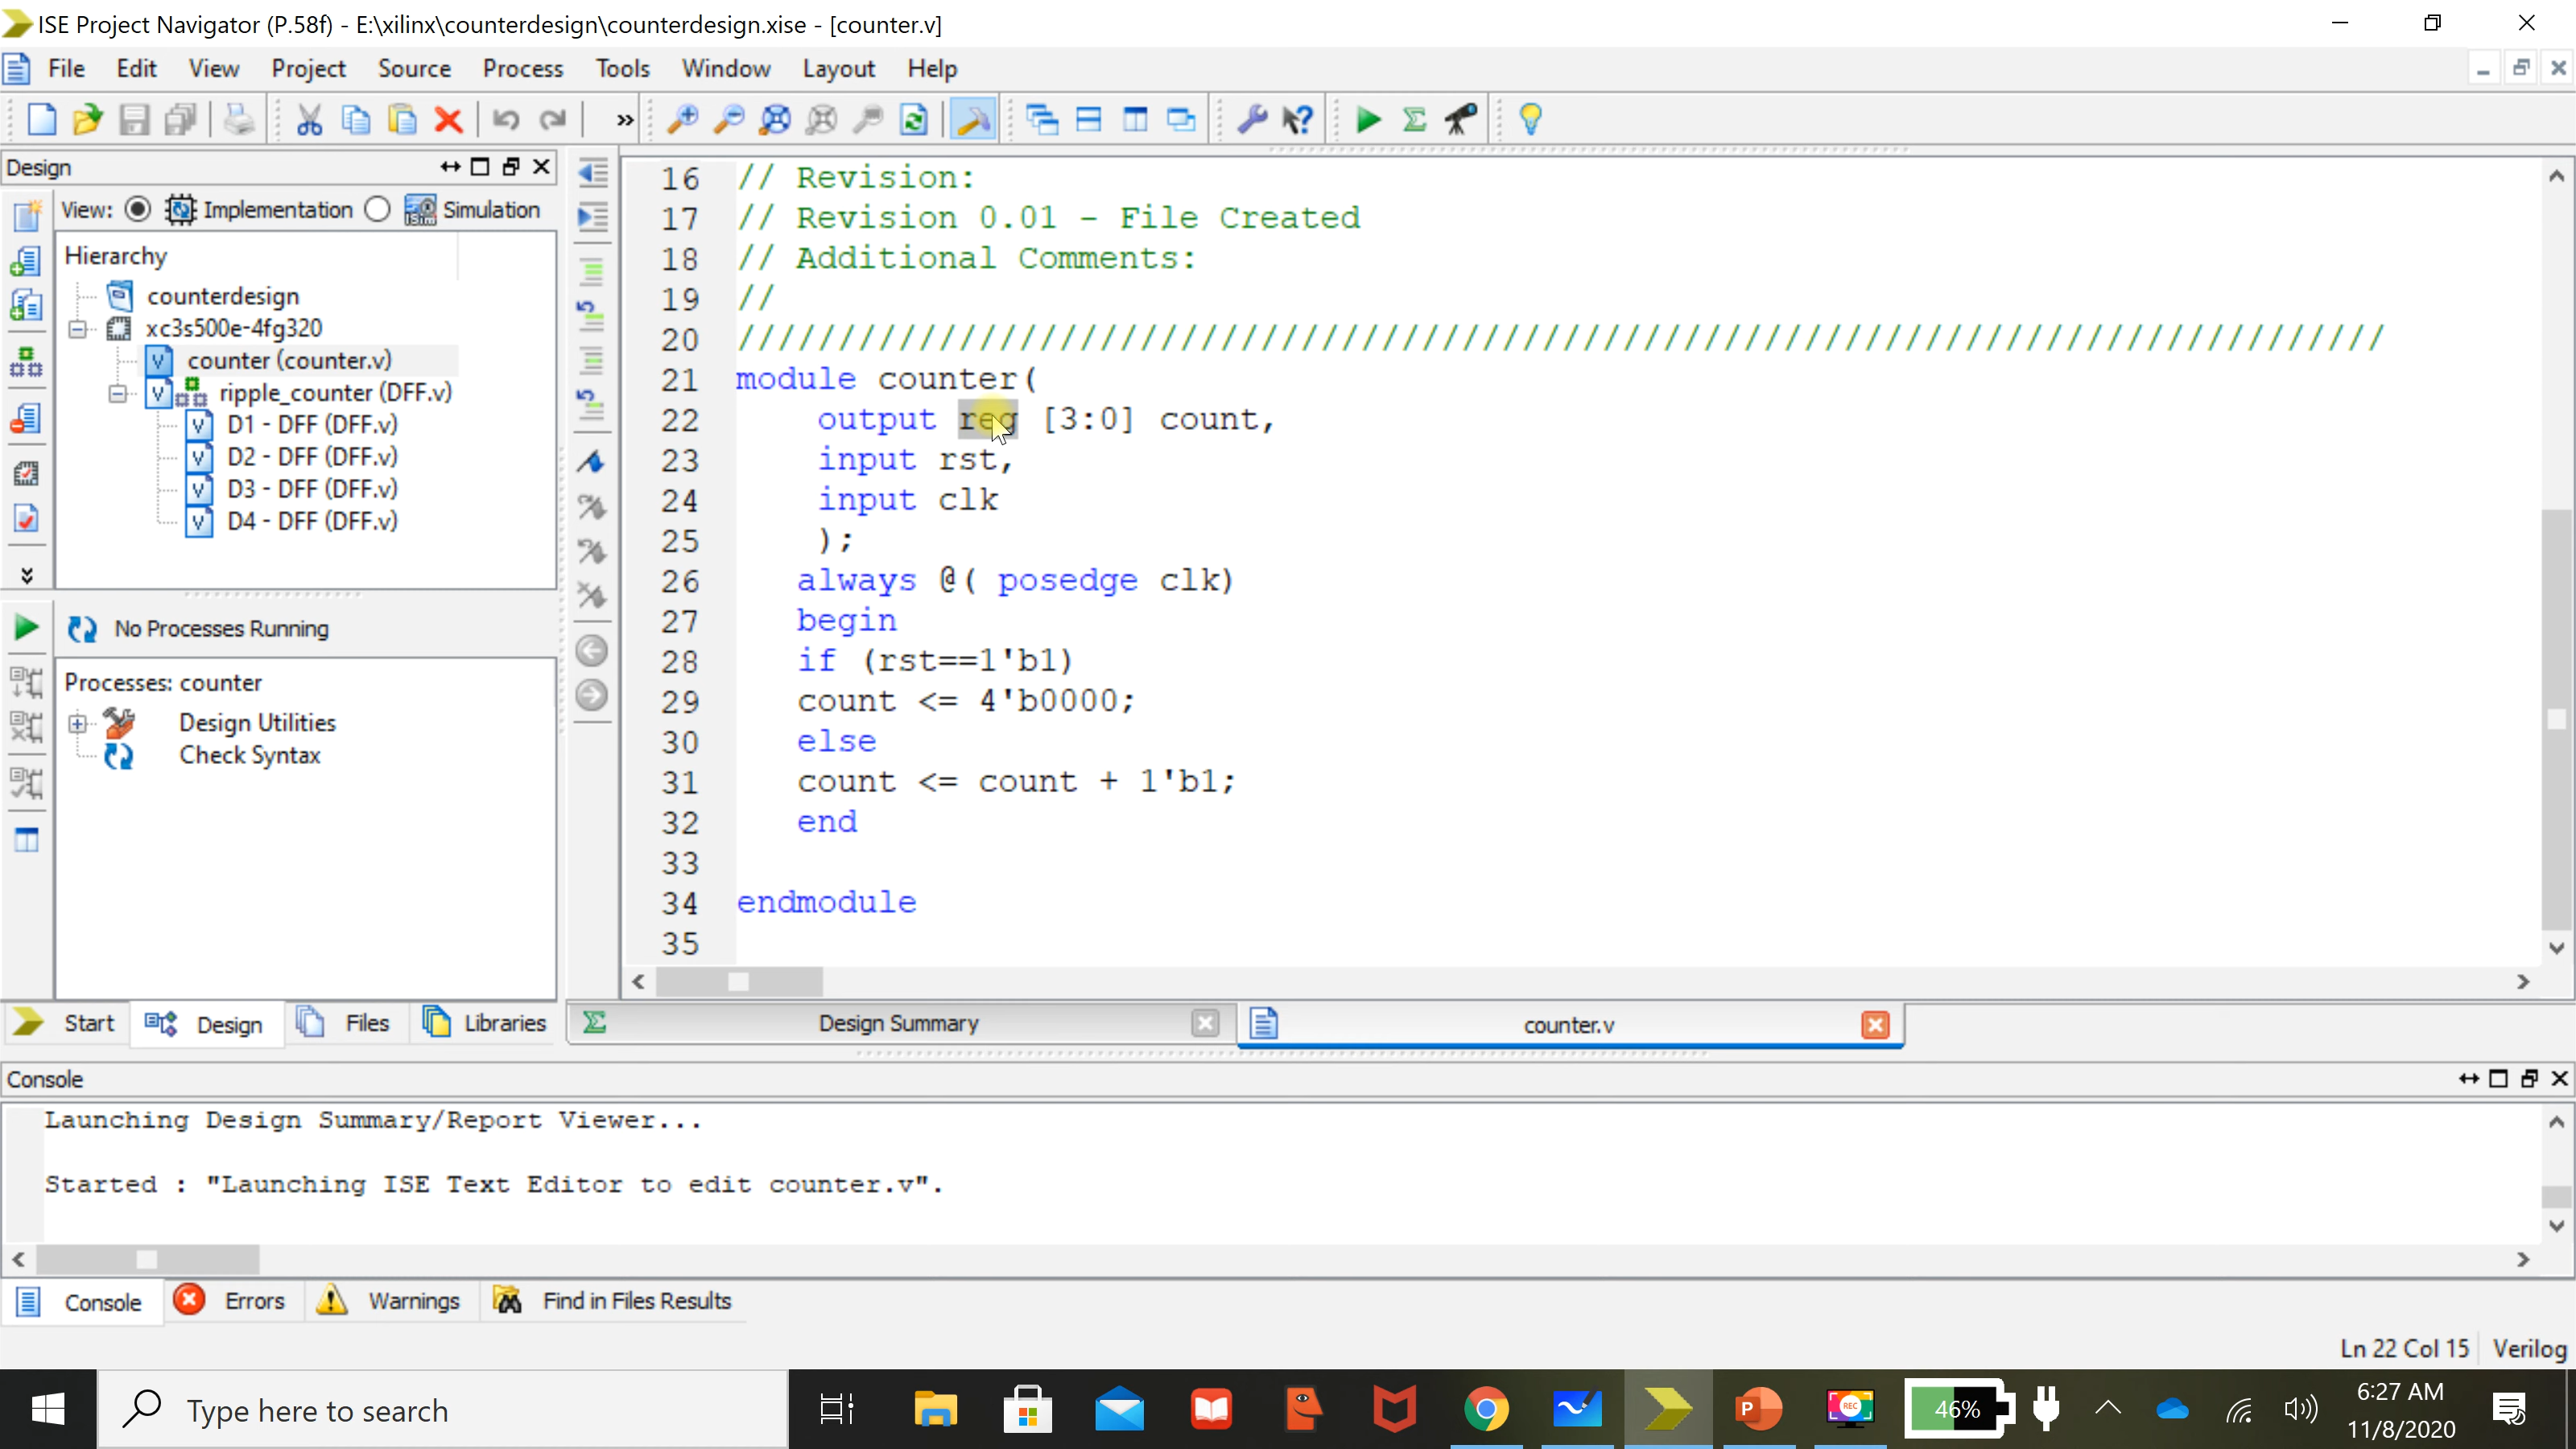 ISE Project Navigator (P.58f) - E:\xilinx\counterdesign\counterdesign.xise - [counter.v]
File Edit View Project Source Process Tools Window Layout Help
Design
View: Implementation Simulation
Hierarchy
counterdesign
xc3s500e-4fg320
counter (counter.v)
ripple_counter (DFF.v)
D1 - DFF (DFF.v)
D2 - DFF (DFF.v)
D3 - DFF (DFF.v)
D4 - DFF (DFF.v)
No Processes Running
Processes: counter
Design Utilities
Check Syntax
Start Design Files Libraries
16 // Revision:
17 // Revision 0.01 - File Created
18 // Additional Comments:
19 //
20 //////////////////////////////////////////////////////////////////////////////////
21 module counter(
22 output reg [3:0] count,
23 input rst,
24 input clk
25 );
26 always @( posedge clk)
27 begin
28 if (rst==1'b1)
29 count <= 4'b0000;
30 else
31 count <= count + 1'b1;
32 end
33
34 endmodule
35
Design Summary counter.v
Console
Launching Design Summary/Report Viewer...
Started : "Launching ISE Text Editor to edit counter.v".
Console Errors Warnings Find in Files Results
Ln 22 Col 15 Verilog
Type here to search
REC
46%
6:27 AM
11/8/2020